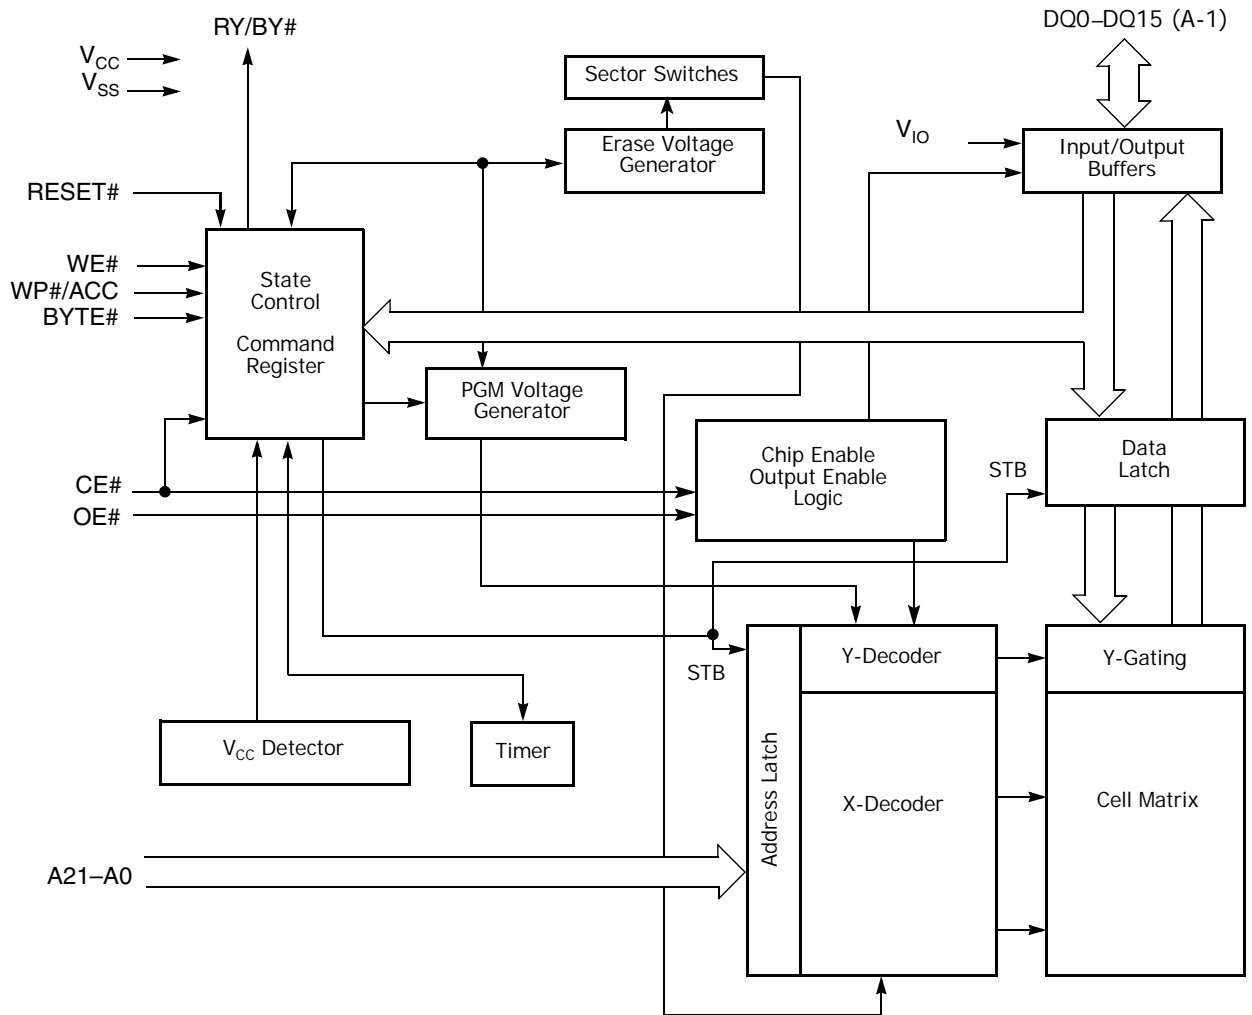 RY/BY#
DQ0–DQ15 (A-1)
VCC
VSS
Sector Switches
Erase Voltage
Generator
VIO
Input/Output
Buffers
RESET#
WE#
WP#/ACC
BYTE#
State
Control
Command
Register
PGM Voltage
Generator
Chip Enable
Output Enable
Logic
STB
Data
Latch
CE#
OE#
STB
Address Latch
Y-Decoder
Y-Gating
VCC Detector
Timer
X-Decoder
Cell Matrix
A21–A0